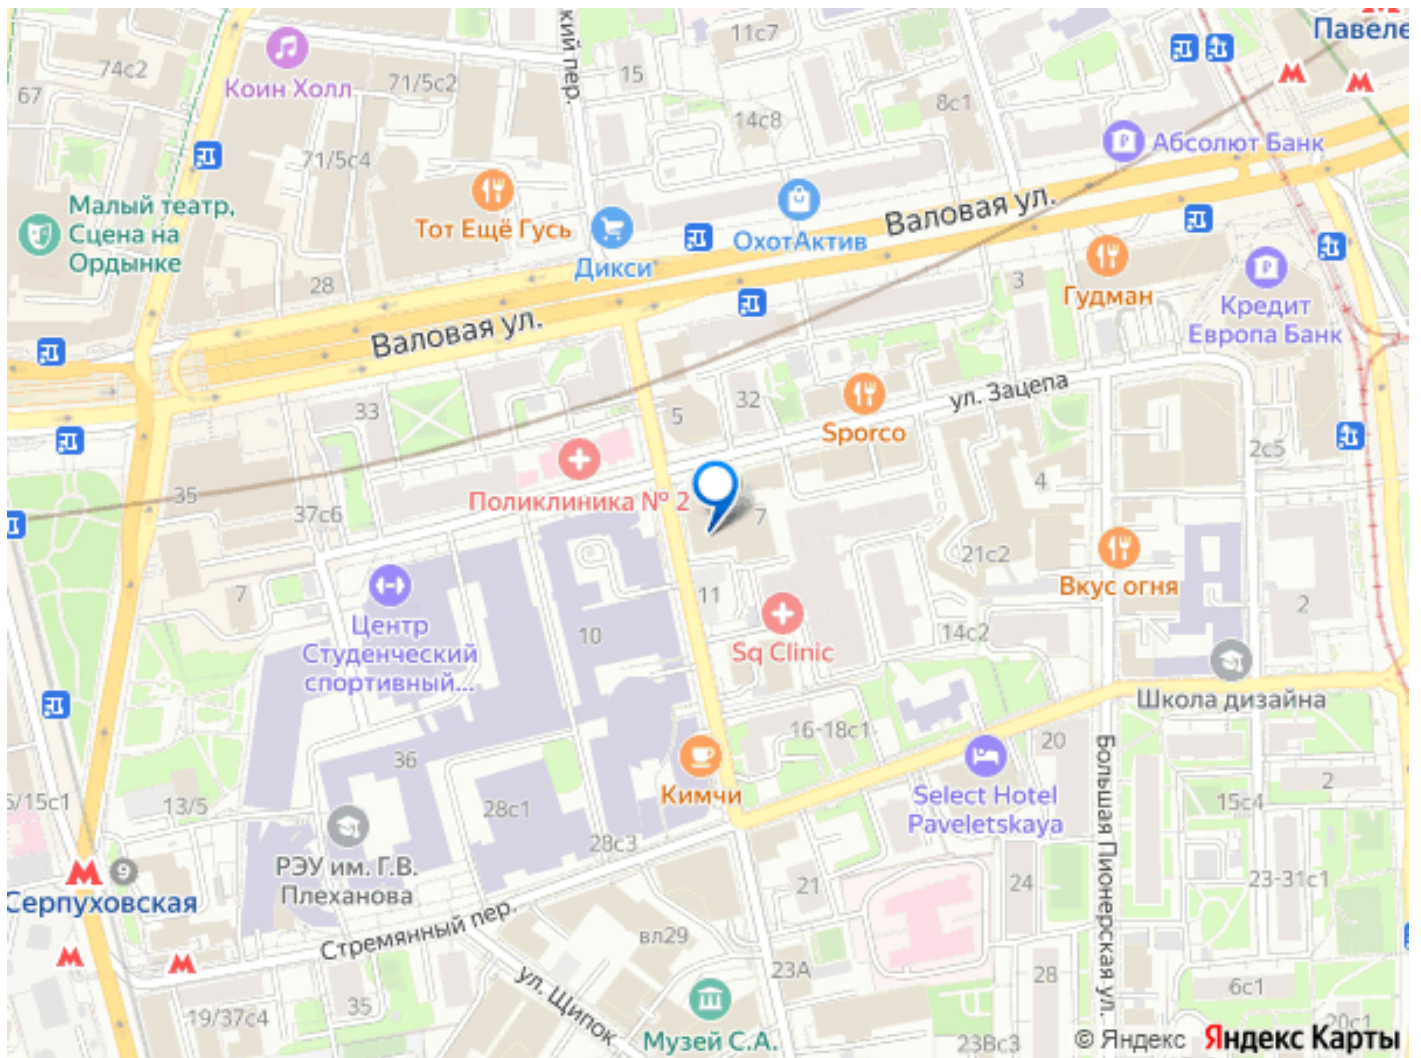 Павеле
11с7
кий пер.
74с2
15
67
Коин Холл
71/5с2
8с1
14с8
Абсолют Банк
71/5с4
Малый театр,
Сцена на
Ордынке
Тот Ещё Гусь
Валовая ул.
ОхотАктив
Дикси
28
3
Гудман
Кредит
Европа Банк
Валовая ул.
ул. Зацепа
33
32
5
Sporco
2с5
4
35
Поликлиника № 2
37с6
7
21с2
Вкус огня
7
11
2
Центр
Студенческий
спортивный...
10
14с2
Sq Clinic
Школа дизайна
16-18с1
20
36
Большая Пионерская ул.
2
5/15с1
13/5
28с1
Кимчи
Select Hotel
Paveletskaya
15с4
28с3
РЭУ им. Г.В.
Плеханова
21
24
23-31с1
9
Серпуховская
Стремянный пер.
вл29
23А
28
6с1
ул. Щипок
35
19/37с4
Музей С.А.
23Вс3
20с1
© Яндекс Яндекс Карты